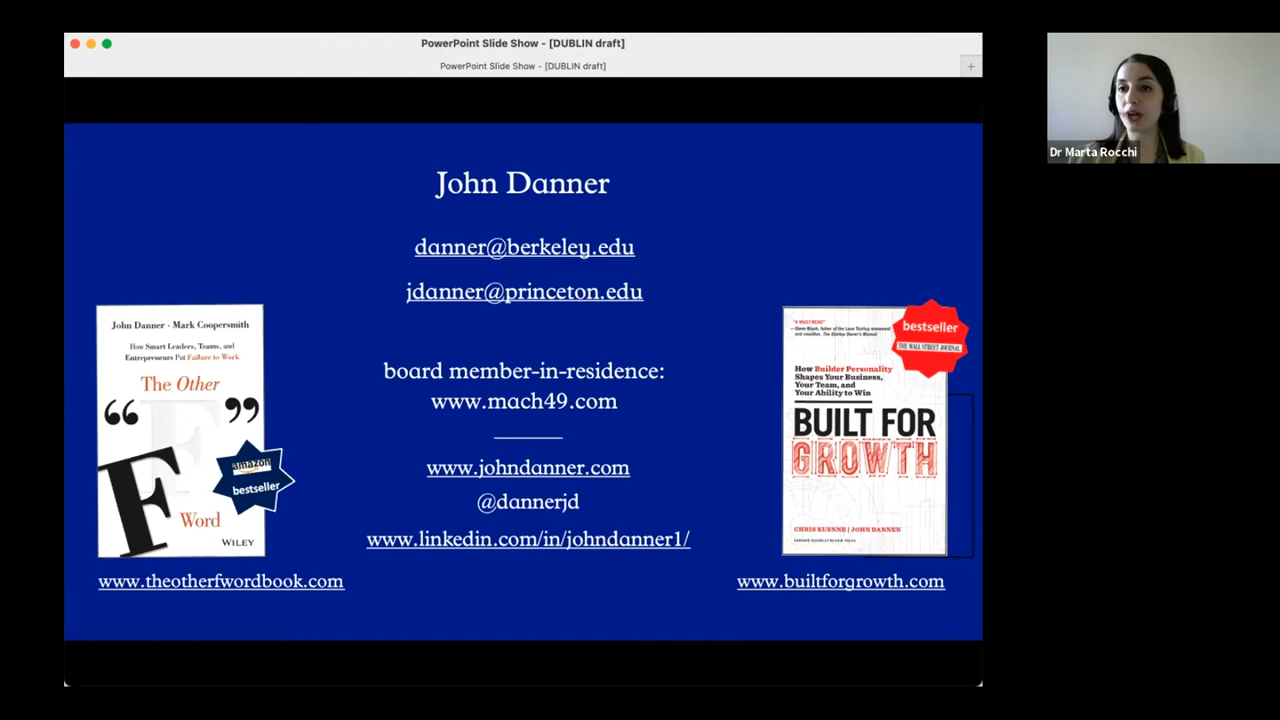 PowerPoint Slide Show - [DUBLIN draft]
PowerPoint Slide Show - [DUBLIN draft]
Dr Marta Rocchi
John Danner
danner@berkeley.edu
jdanner@princeton.edu
board member-in-residence:
www.mach49.com
www.johndanner.com
@dannerjd
www.linkedin.com/in/johndanner1/
John Danner · Mark Coopersmith
How Smart Leaders, Teams, and
Entrepreneurs Put Failure to Work
The Other
“F”
F
Word
WILEY
amazon
bestseller
www.theotherfwordbook.com
"A MUST-READ!"
—Steve Blank, father of the Lean Startup movement
and coauthor, The Startup Owner's Manual
bestseller
THE WALL STREET JOURNAL
How Builder Personality
Shapes Your Business,
Your Team, and
Your Ability to Win
BUILT FOR
GROWTH
CHRIS KUENNE | JOHN DANNER
HARVARD BUSINESS REVIEW PRESS
www.builtforgrowth.com